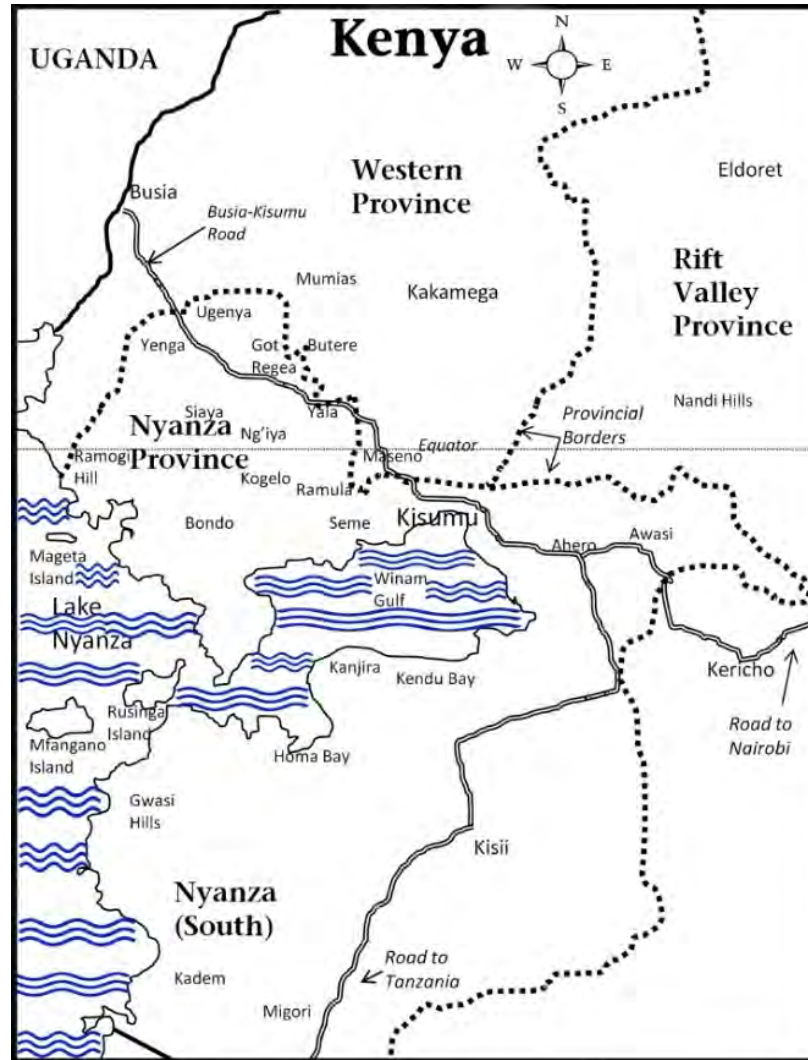 Kenya
UGANDA
N
W
E
S
Western
Province
Eldoret
Busia
Busia-Kisumu
Road
Rift
Valley
Province
Mumias
Kakamega
Ugenya
Yenga
Got
Regea
Butere
Nandi Hills
Siaya
Yala
Provincial
Borders
Nyanza
Province
Ng'iya
Equator
Maseno
Ramogi
Hill
Kogelo
Ramula
Bondo
Seme
Kisumu
Ahero
Awasi
Mageta
Island
Winam
Gulf
Lake
Nyanza
Kanjira
Kendu Bay
Kericho
Rusinga
Island
Road to
Nairobi
Mfangano
Island
Homa Bay
Gwasi
Hills
Kisii
Nyanza
(South)
Road to
Tanzania
Kadem
Migori